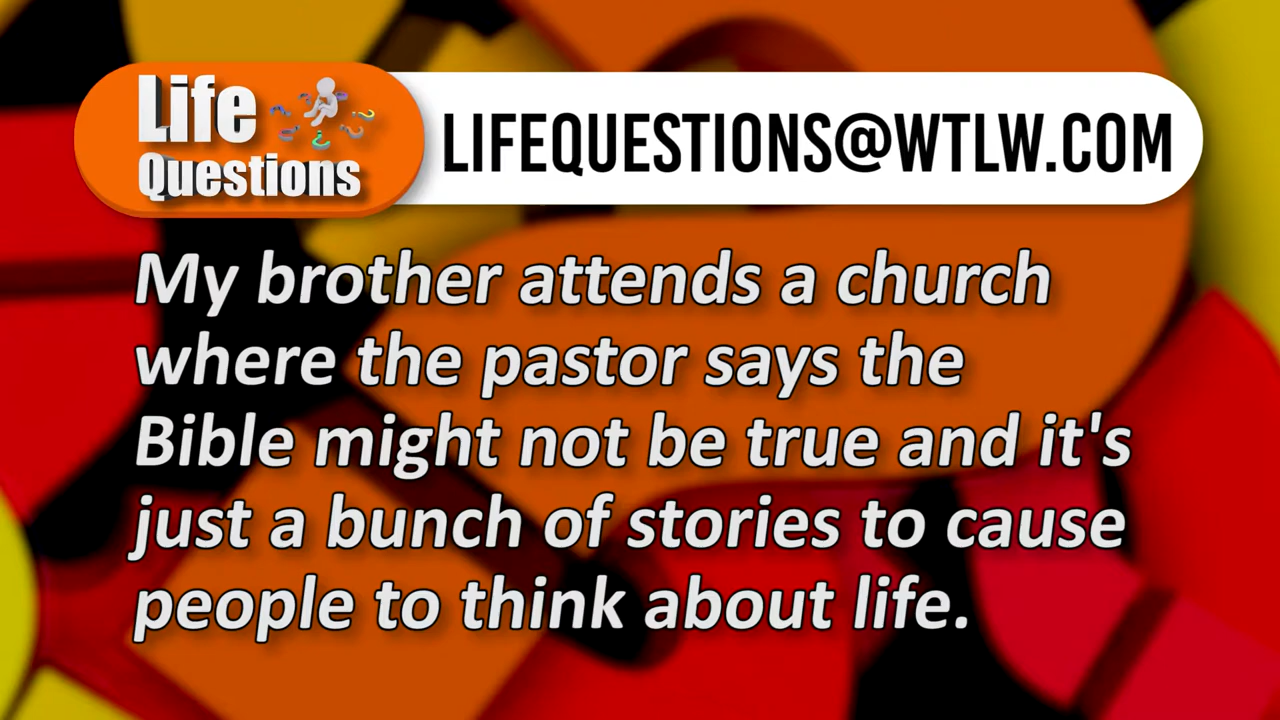 Life
Questions
LIFEQUESTIONS@WTLW.COM
My brother attends a church
where the pastor says the
Bible might not be true and it's
just a bunch of stories to cause
people to think about life.